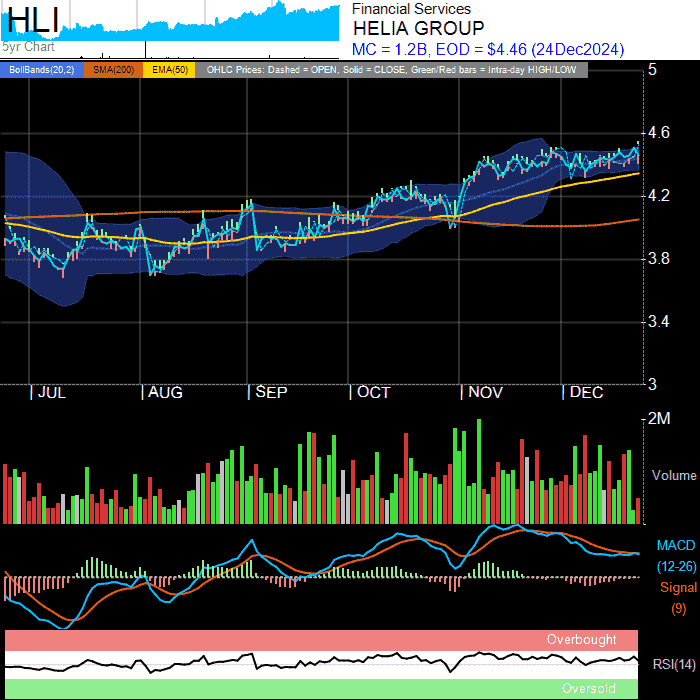 HLI
5yr Chart
Financial Services
HELIA GROUP
MC = 1.2B, EOD = $4.46 (24Dec2024)
BollBands(20,2) SMA(200) EMA(50) OHLC Prices: Dashed = OPEN, Solid = CLOSE, Green/Red bars = Intra-day HIGH/LOW
5
4.6
4.2
3.8
3.4
3
| JUL | AUG | SEP | OCT | NOV | DEC
2M
Volume
MACD
(12-26)
Signal
(9)
Overbought
RSI(14)
Oversold